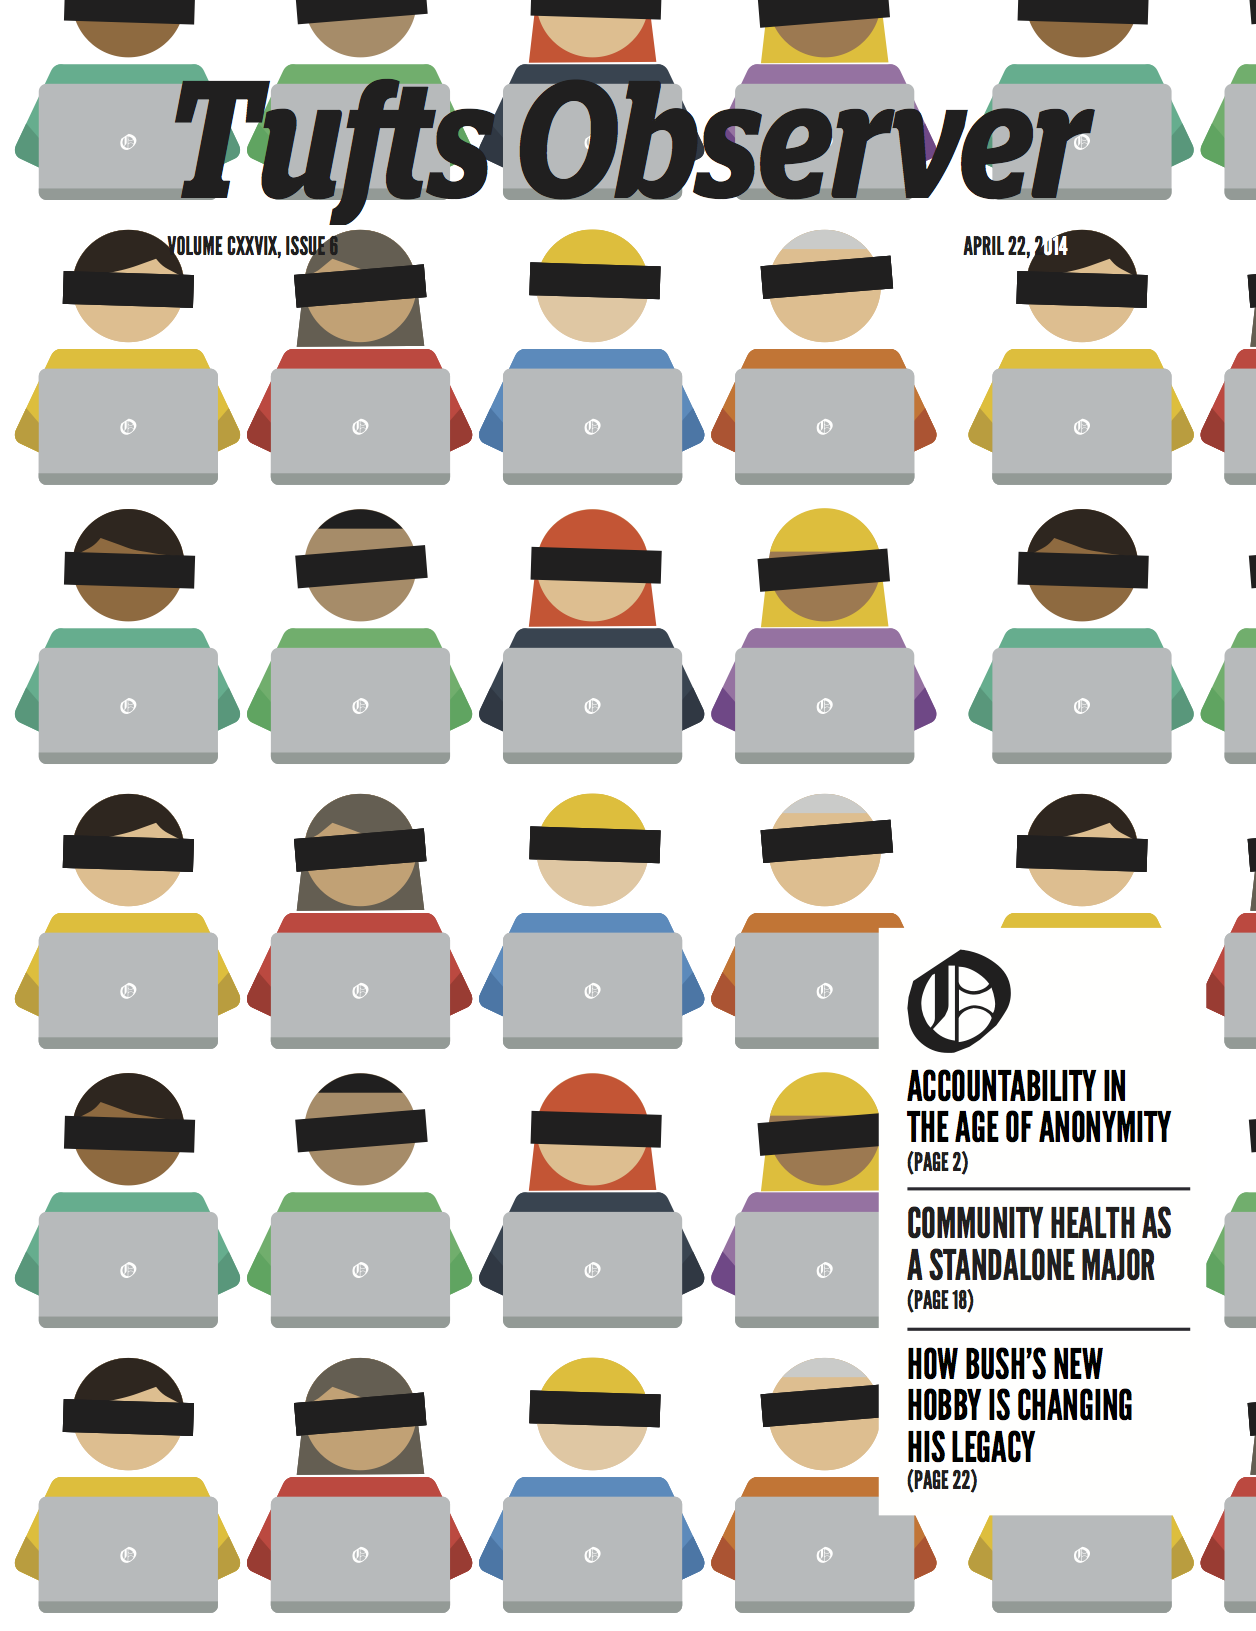 Tufts Observer
VOLUME CXXVIX, ISSUE 6
APRIL 22, 2014
ACCOUNTABILITY IN
THE AGE OF ANONYMITY
(PAGE 2)
COMMUNITY HEALTH AS
A STANDALONE MAJOR
(PAGE 18)
HOW BUSH'S NEW
HOBBY IS CHANGING
HIS LEGACY
(PAGE 22)